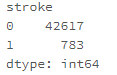 stroke
0    42617
1      783
dtype: int64